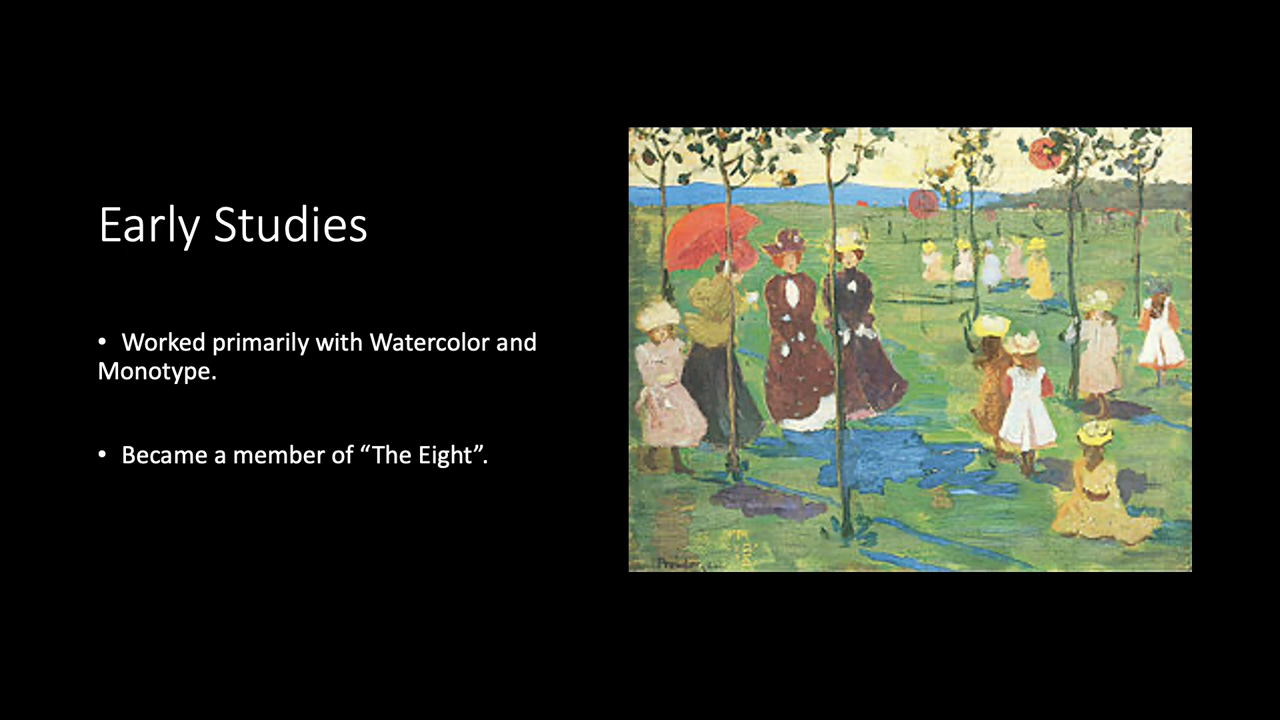 Early Studies
• Worked primarily with Watercolor and
Monotype.
• Became a member of “The Eight”.